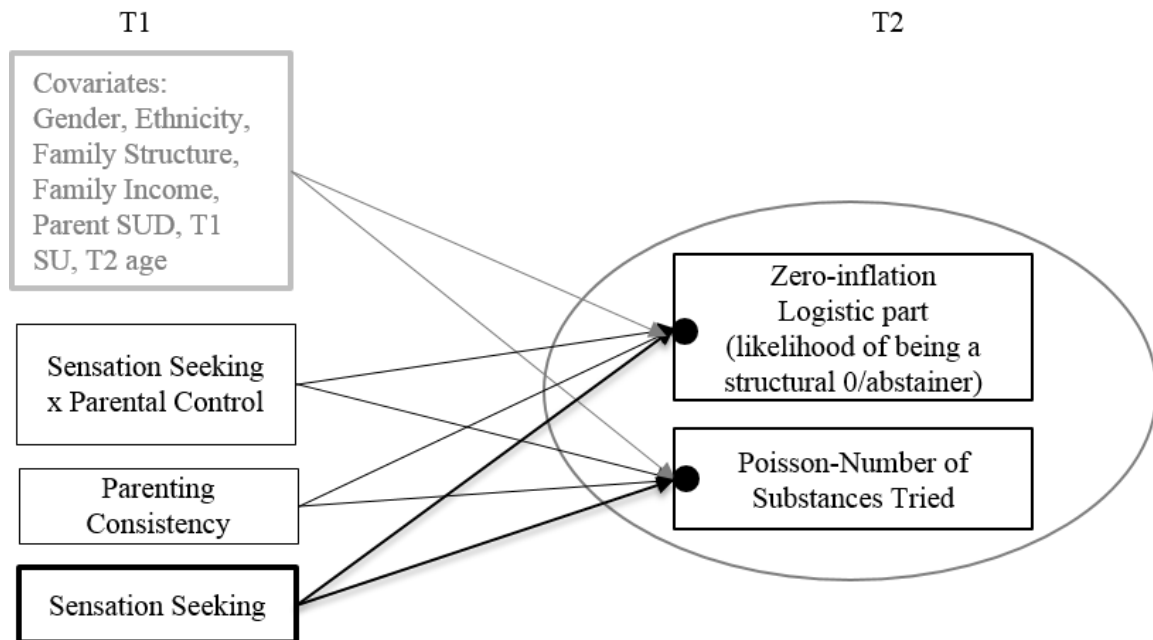 T1
T2
Covariates:
Gender, Ethnicity,
Family Structure,
Family Income,
Parent SUD, T1
SU, T2 age
Sensation Seeking
x Parental Control
Parenting
Consistency
Sensation Seeking
Zero-inflation
Logistic part
(likelihood of being a
structural 0/abstainer)
Poisson-Number of
Substances Tried